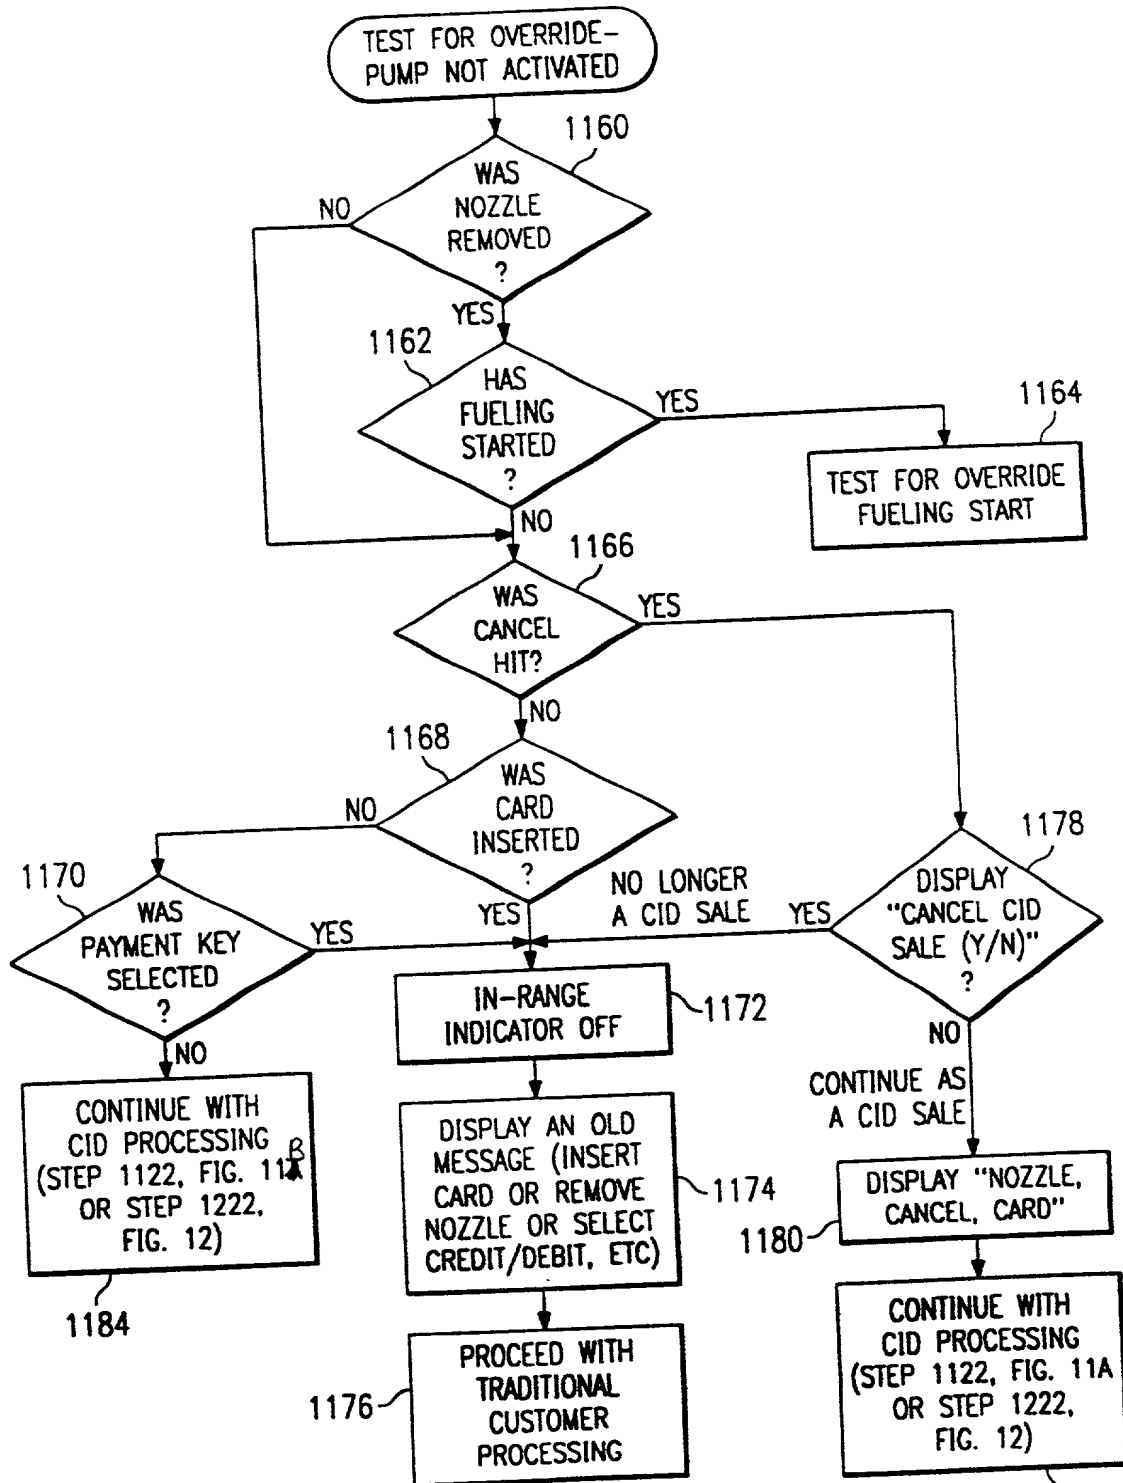 TEST FOR OVERRIDE-
PUMP NOT ACTIVATED
1160
WAS
NOZZLE
REMOVED
?
NO
YES
1162
HAS
FUELING
STARTED
?
YES
1164
TEST FOR OVERRIDE
FUELING START
NO
1166
WAS
CANCEL
HIT?
YES
NO
1168
WAS
CARD
INSERTED
?
NO
YES
1170
WAS
PAYMENT KEY
SELECTED
?
YES
NO
NO LONGER
A CID SALE
1178
DISPLAY
"CANCEL CID
SALE (Y/N)"
?
YES
NO
IN-RANGE
INDICATOR OFF
1172
CONTINUE AS
A CID SALE
CONTINUE WITH
CID PROCESSING
(STEP 1122, FIG. 11B
OR STEP 1222,
FIG. 12)
1184
DISPLAY AN OLD
MESSAGE (INSERT
CARD OR REMOVE
NOZZLE OR SELECT
CREDIT/DEBIT, ETC)
1174
DISPLAY "NOZZLE,
CANCEL, CARD"
1180
PROCEED WITH
TRADITIONAL
CUSTOMER
PROCESSING
1176
CONTINUE WITH
CID PROCESSING
(STEP 1122, FIG. 11A
OR STEP 1222,
FIG. 12)